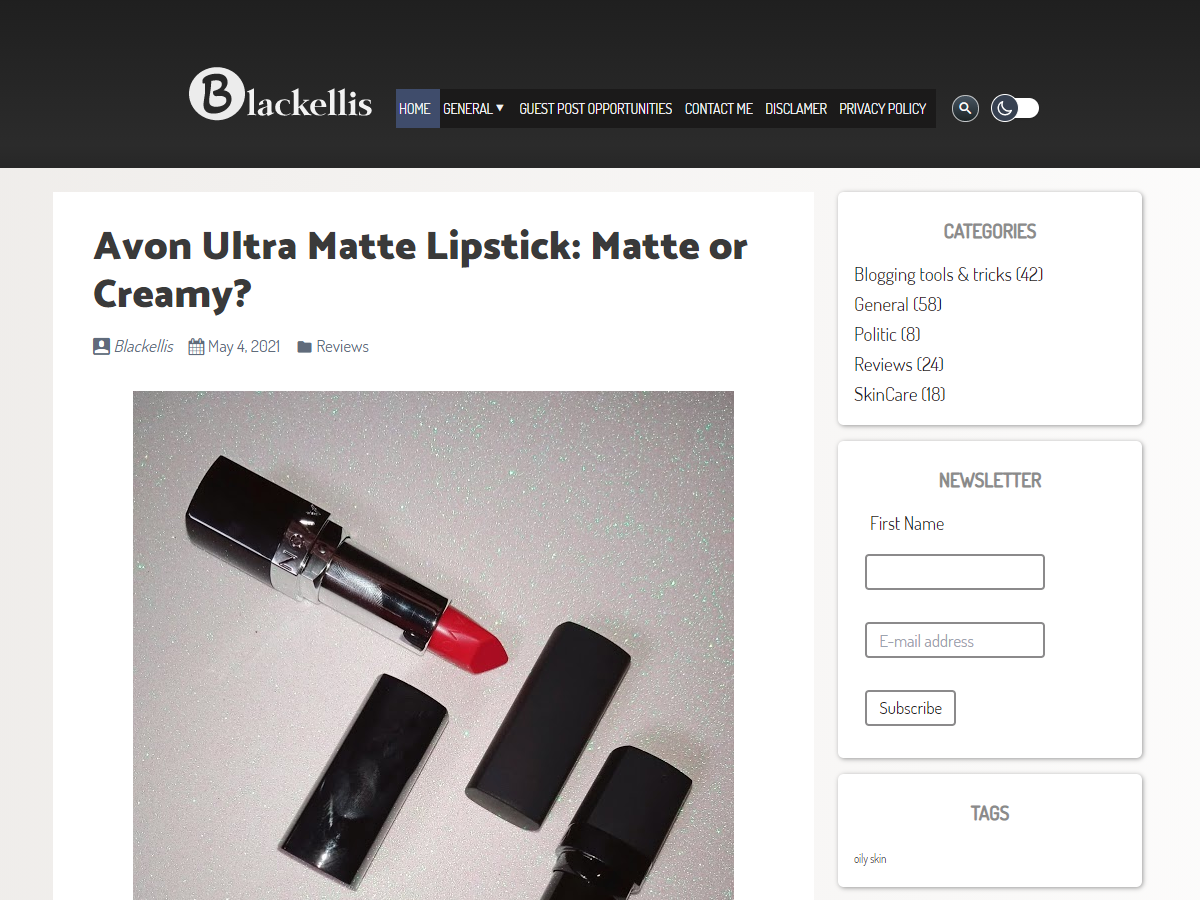 Blackellis
HOME GENERAL ▼ GUEST POST OPPORTUNITIES CONTACT ME DISCLAMER PRIVACY POLICY
Avon Ultra Matte Lipstick: Matte or
Creamy?
Blackellis May 4, 2021 Reviews
CATEGORIES
Blogging tools & tricks (42)
General (58)
Politic (8)
Reviews (24)
SkinCare (18)
NEWSLETTER
First Name
E-mail address
Subscribe
TAGS
oily skin